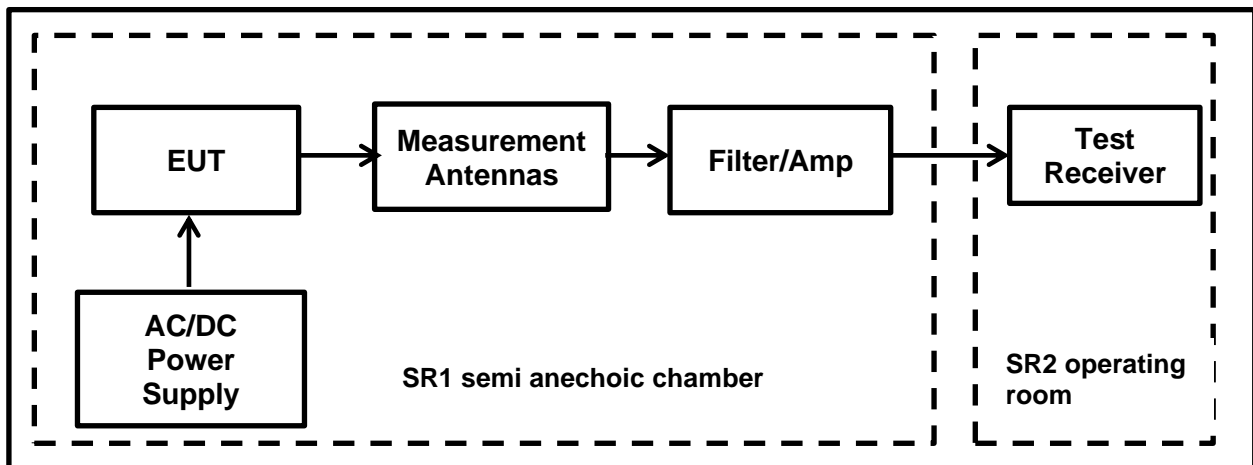 EUT
Measurement
Antennas
Filter/Amp
Test
Receiver
AC/DC
Power
Supply
SR1 semi anechoic chamber
SR2 operating
room